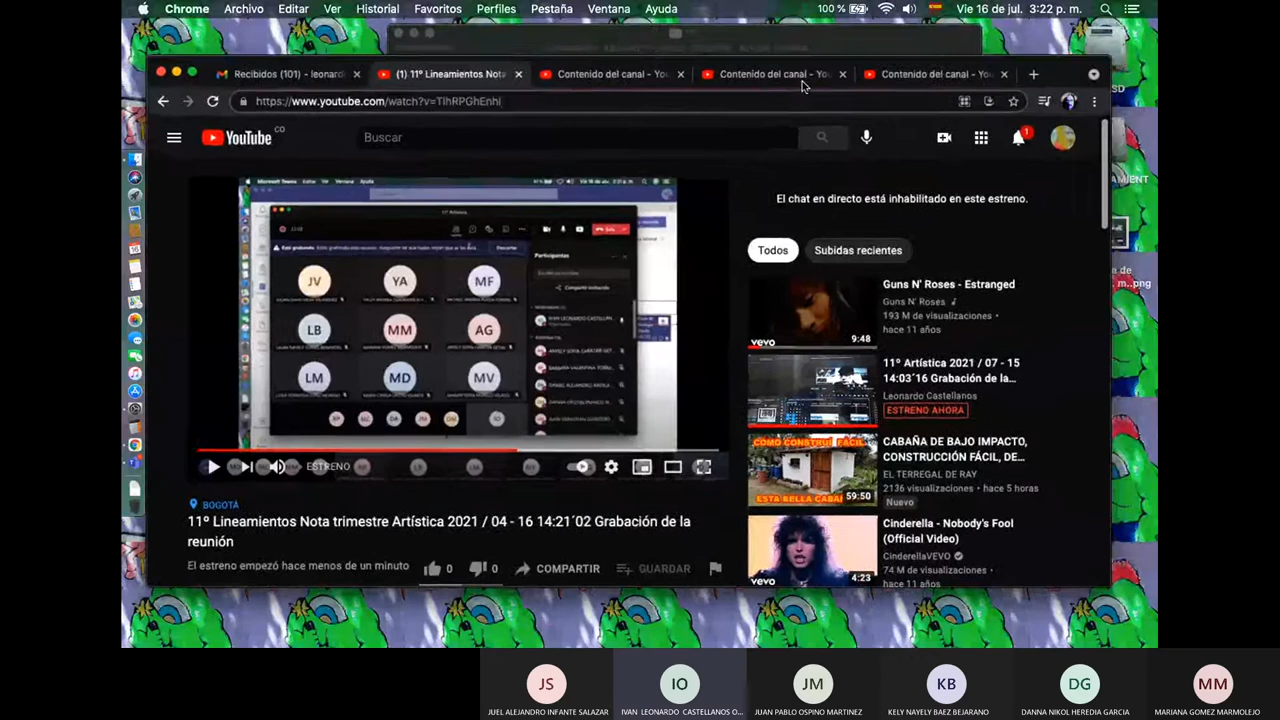 Chrome Archivo Editar Ver Historial Favoritos Perfiles Pestaña Ventana Ayuda 100 % Vie 16 de jul. 3:22 p. m.
Recibidos (101) - leonard
(1) 11º Lineamientos Nota
Contenido del canal - You
Contenido del canal - You
Contenido del canal - You
https://www.youtube.com/watch?v=TlhRPGhEnhI
YouTube CO
Buscar
1
JV YA MF
LB MM AG
LM MD MV
Participantes
ESTRENO
BOGOTÁ
11º Lineamientos Nota trimestre Artística 2021 / 04 - 16 14:21´02 Grabación de la
reunión
El estreno empezó hace menos de un minuto
0 0 COMPARTIR GUARDAR
El chat en directo está inhabilitado en este estreno.
Todos Subidas recientes
Guns N' Roses - Estranged
Guns N' Roses
193 M de visualizaciones •
hace 11 años
vevo 9:48
11º Artística 2021 / 07 - 15
14:03´16 Grabación de la...
Leonardo Castellanos
ESTRENO AHORA
COMO CONSTRUI FÁCIL,
ESTA BELLA CABA
59:50
CABAÑA DE BAJO IMPACTO,
CONSTRUCCIÓN FÁCIL, DE...
EL TERREGAL DE RAY
2136 visualizaciones • hace 5 horas
Nuevo
vevo 4:23
Cinderella - Nobody's Fool
(Official Video)
CinderellaVEVO
74 M de visualizaciones •
hace 11 años
SD
AMIENT
a de
m..png
JS IO JM KB DG MM
JUEL ALEJANDRO INFANTE SALAZAR
IVAN LEONARDO CASTELLANOS O...
JUAN PABLO OSPINO MARTINEZ
KELY NAYELY BAEZ BEJARANO
DANNA NIKOL HEREDIA GARCIA
MARIANA GOMEZ MARMOLEJO